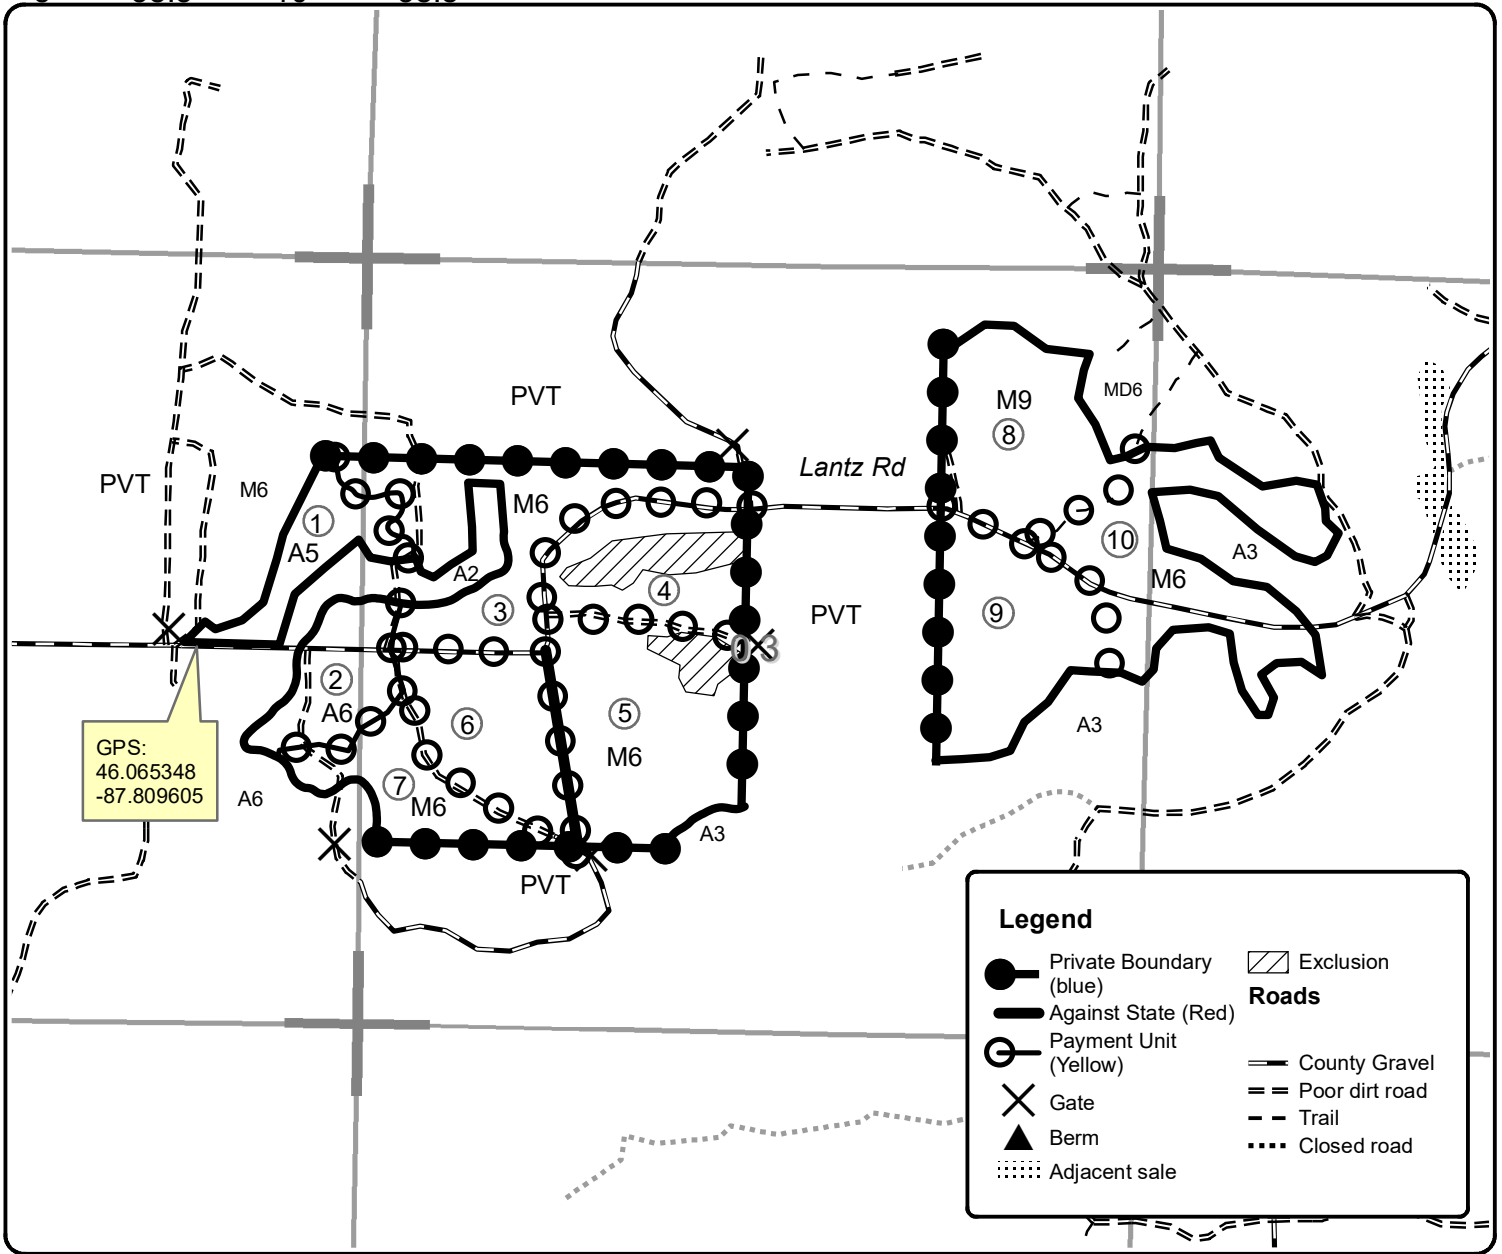 PVT
Lantz Rd
MD6
M9
8
PVT
M6
M6
1
A5
A2
10
A3
M6
3
4
PVT
9
03
2
A6
6
5
M6
A3
GPS:
46.065348
-87.809605
A6
7
M6
A3
PVT
Legend
Private Boundary
(blue)
Against State (Red)
Payment Unit
(Yellow)
Gate
Berm
Adjacent sale
Exclusion
Roads
County Gravel
Poor dirt road
Trail
Closed road